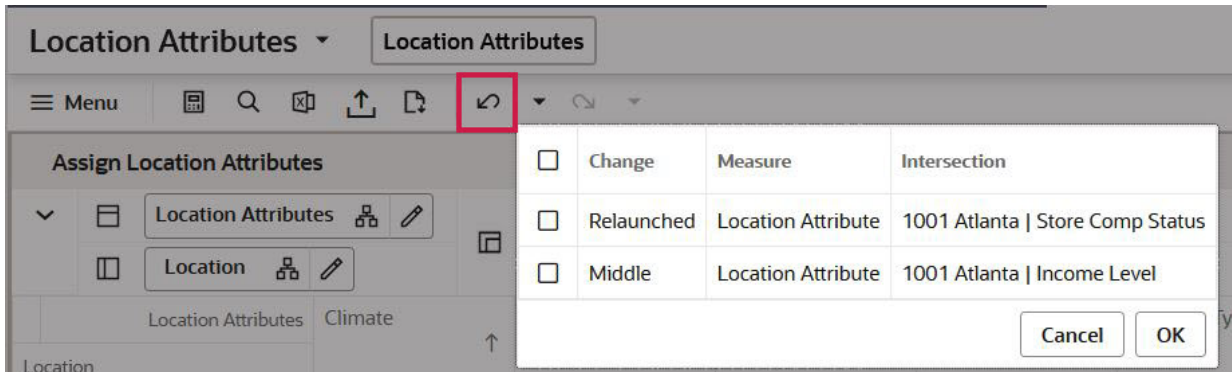 Location Attributes Location Attributes
Menu
Assign Location Attributes
Change Measure Intersection
Location Attributes
Relaunched Location Attribute 1001 Atlanta | Store Comp Status
Location
Middle Location Attribute 1001 Atlanta | Income Level
Location Attributes Climate
Cancel OK
Location